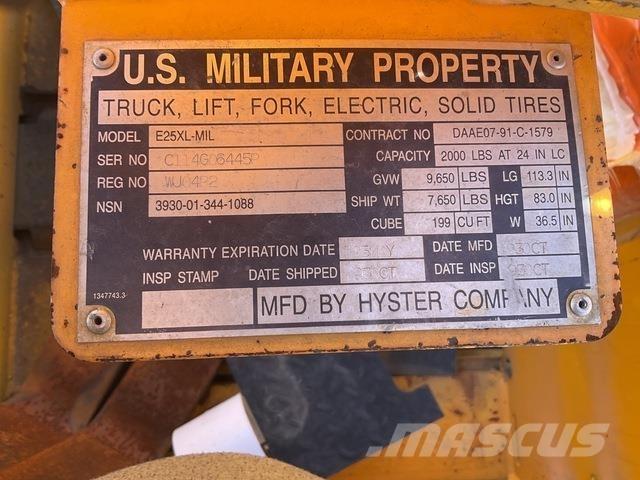 U.S. MILITARY PROPERTY
TRUCK, LIFT, FORK, ELECTRIC, SOLID TIRES
MODEL E25XL-MIL CONTRACT NO DAAE07-91-C-1579
SER NO CAPACITY 2000 LBS AT 24 IN LC
REG NO GVW 9,650 LBS LG 113.3 IN
NSN 3930-01-344-1088 SHIP WT 7,650 LBS HGT 83.0 IN
CUBE 199 CU FT W 36.5 IN
WARRANTY EXPIRATION DATE DATE MFD
INSP STAMP DATE SHIPPED DATE INSP
1347743.3
MFD BY HYSTER COMPANY
MASCUS